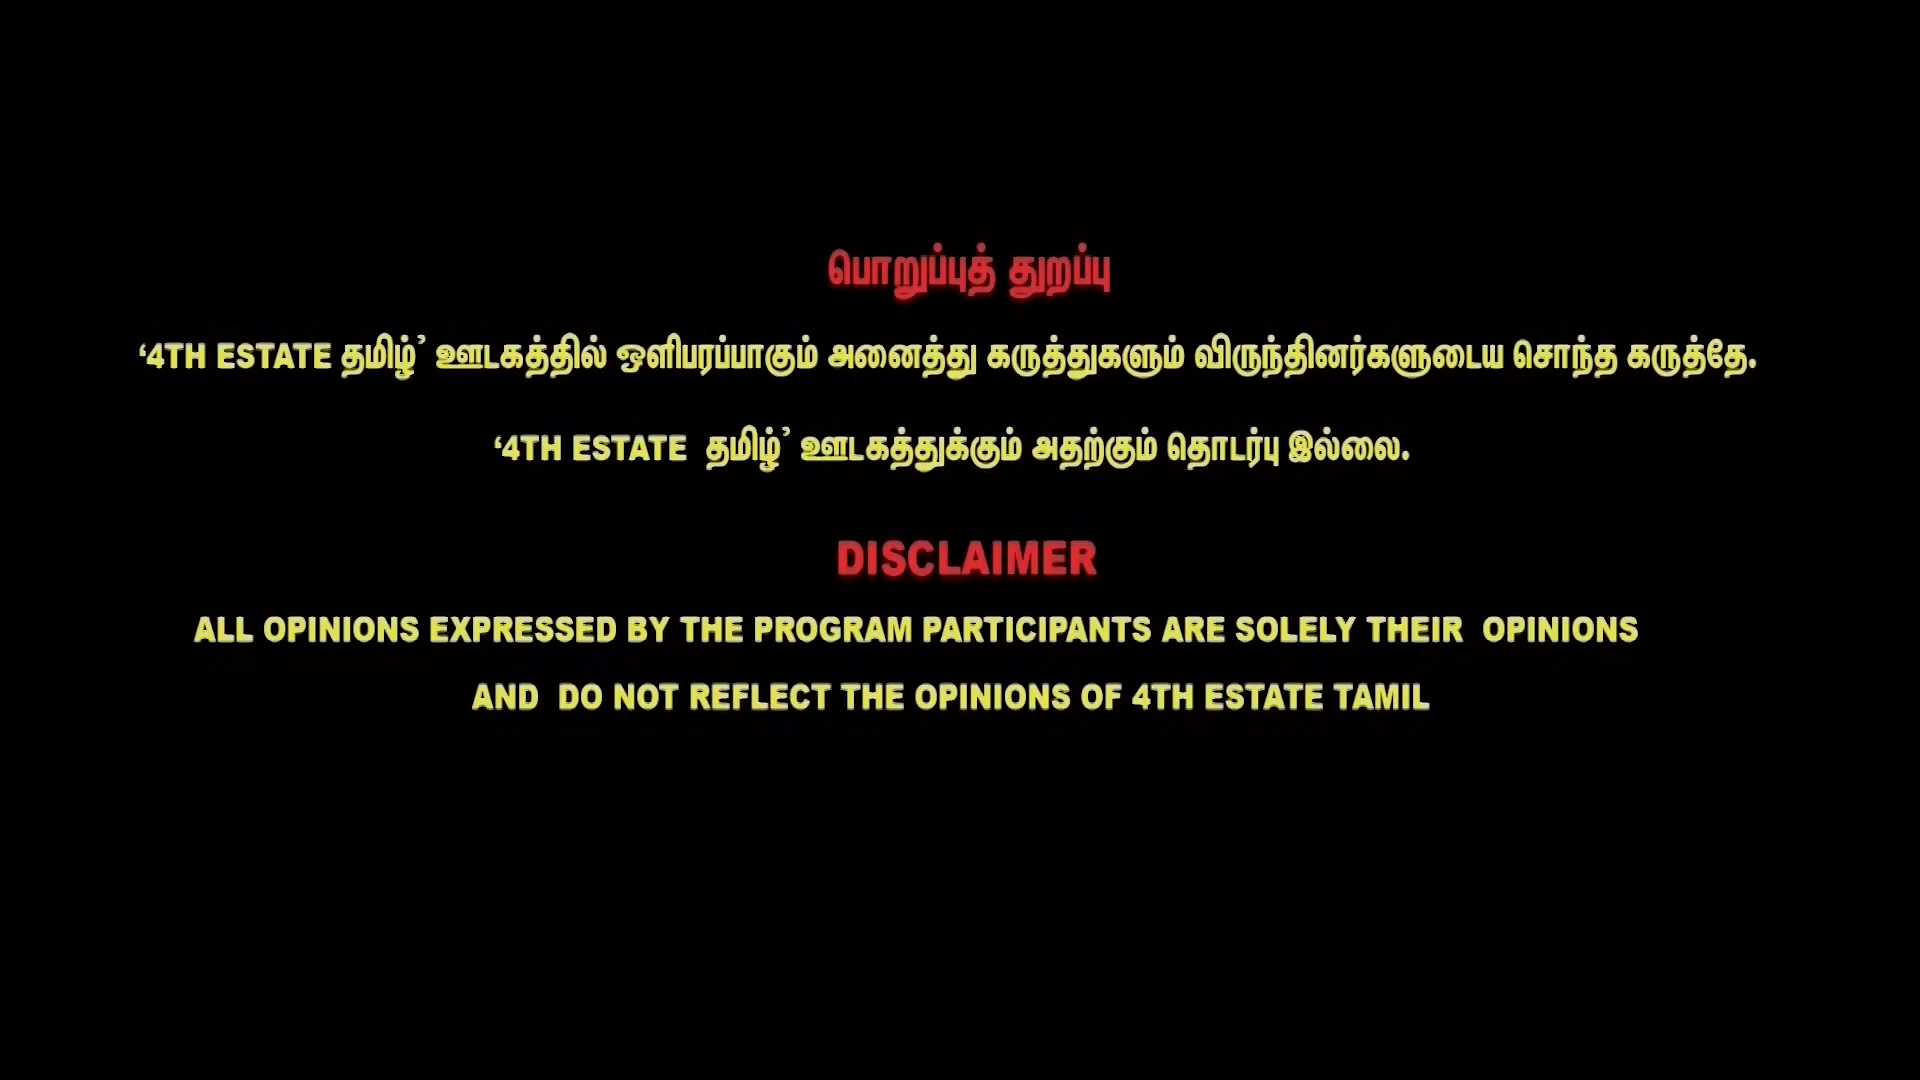 பொறுப்புத் துறப்பு
‘4TH ESTATE தமிழ்’ ஊடகத்தில் ஒளிபரப்பாகும் அனைத்து கருத்துகளும் விருந்தினர்களுடைய சொந்த கருத்தே.
‘4TH ESTATE தமிழ்’ ஊடகத்துக்கும் அதற்கும் தொடர்பு இல்லை.
DISCLAIMER
ALL OPINIONS EXPRESSED BY THE PROGRAM PARTICIPANTS ARE SOLELY THEIR OPINIONS
AND DO NOT REFLECT THE OPINIONS OF 4TH ESTATE TAMIL